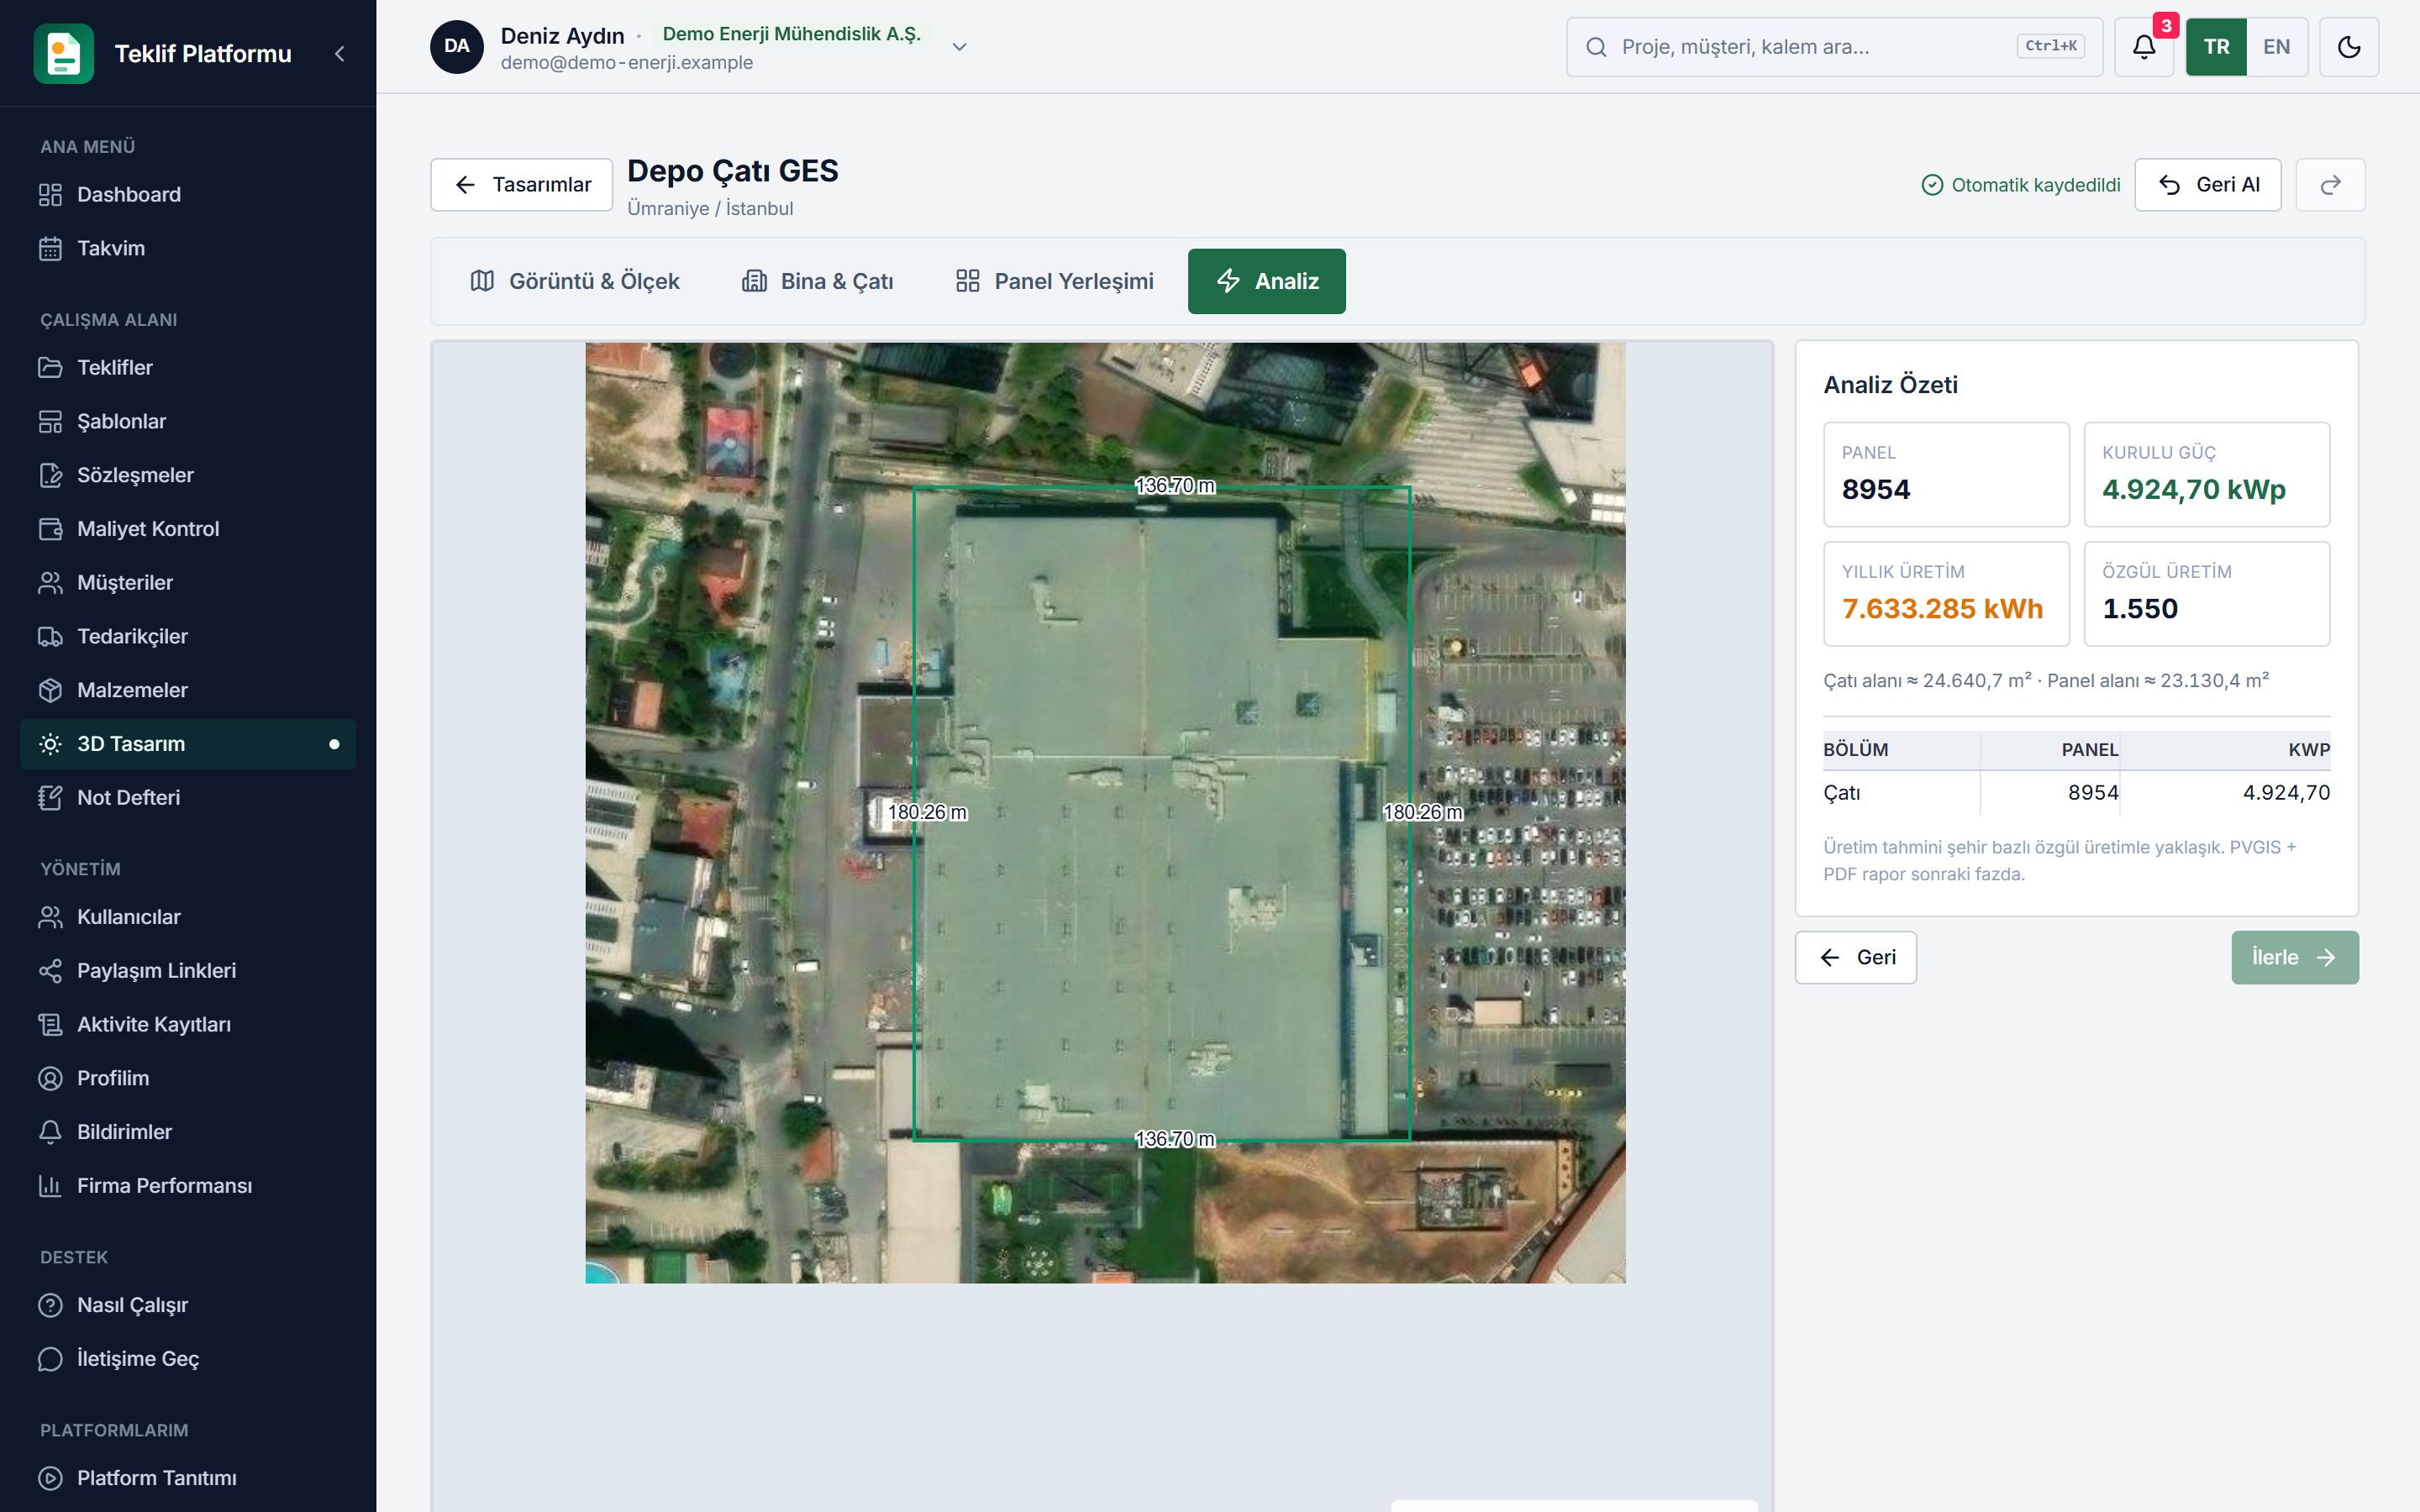 Teklif Platformu
ANA MENÜ
Dashboard
Takvim
ÇALIŞMA ALANI
Teklifler
Şablonlar
Sözleşmeler
Maliyet Kontrol
Müşteriler
Tedarikçiler
Malzemeler
3D Tasarım
Not Defteri
YÖNETİM
Kullanıcılar
Paylaşım Linkleri
Aktivite Kayıtları
Profilim
Bildirimler
Firma Performansı
DESTEK
Nasıl Çalışır
İletişime Geç
PLATFORMLARIM
Platform Tanıtımı
DA
Deniz Aydın · Demo Enerji Mühendislik A.Ş.
demo@demo-enerji.example
Proje, müşteri, kalem ara... Ctrl+K
3
TR EN
Tasarımlar
Depo Çatı GES
Ümraniye / İstanbul
Otomatik kaydedildi
Geri Al
Görüntü & Ölçek
Bina & Çatı
Panel Yerleşimi
Analiz
136.70 m
180.26 m
180.26 m
136.70 m
Analiz Özeti
PANEL
8954
KURULU GÜÇ
4.924,70 kWp
YILLIK ÜRETİM
7.633.285 kWh
ÖZGÜL ÜRETİM
1.550
Çatı alanı ≈ 24.640,7 m² · Panel alanı ≈ 23.130,4 m²
BÖLÜM PANEL KWP
Çatı 8954 4.924,70
Üretim tahmini şehir bazlı özgül üretimle yaklaşık. PVGIS +
PDF rapor sonraki fazda.
Geri
İlerle